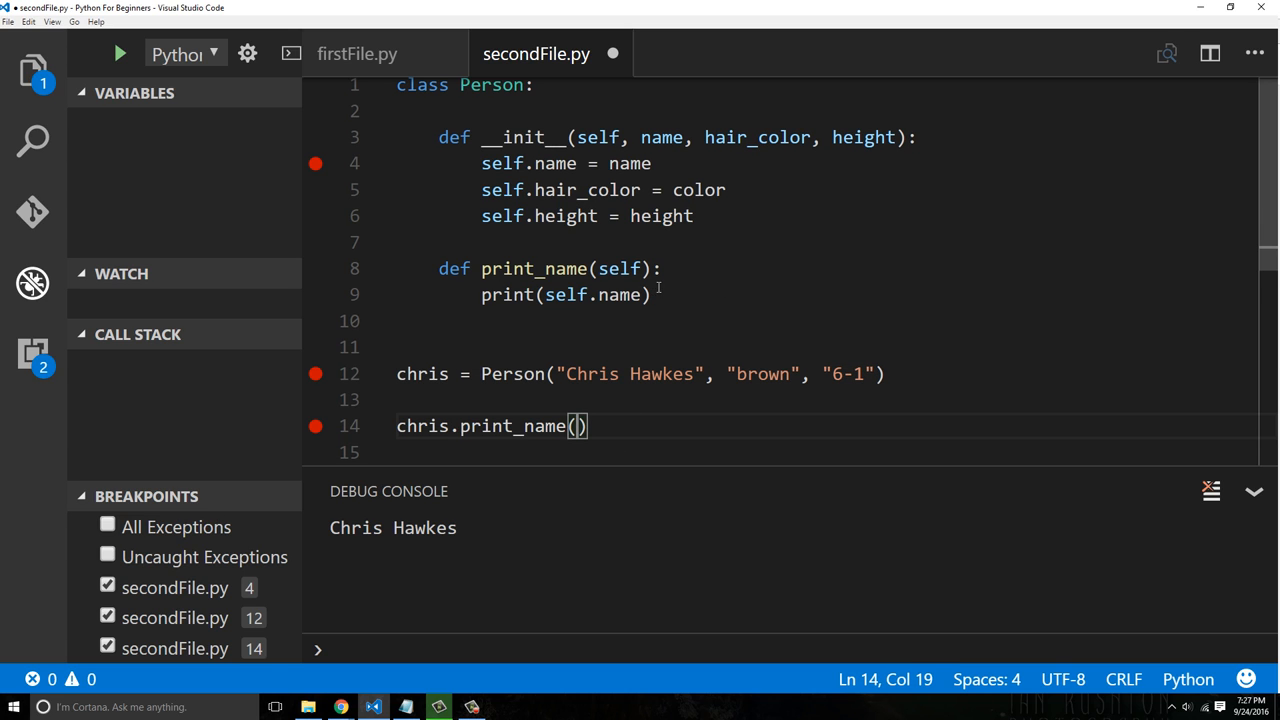 ● secondFile.py - Python For Beginners - Visual Studio Code
File Edit View Go Help
Pythor firstFile.py secondFile.py
1
2
VARIABLES
WATCH
CALL STACK
BREAKPOINTS
All Exceptions
Uncaught Exceptions
secondFile.py 4
secondFile.py 12
secondFile.py 14
1 class Person:
2
3 def __init__(self, name, hair_color, height):
4 self.name = name
5 self.hair_color = color
6 self.height = height
7
8 def print_name(self):
9 print(self.name)
10
11
12 chris = Person("Chris Hawkes", "brown", "6-1")
13
14 chris.print_name()
15
DEBUG CONSOLE
Chris Hawkes
0 0 Ln 14, Col 19 Spaces: 4 UTF-8 CRLF Python
I'm Cortana. Ask me anything.
7:27 PM
9/24/2016